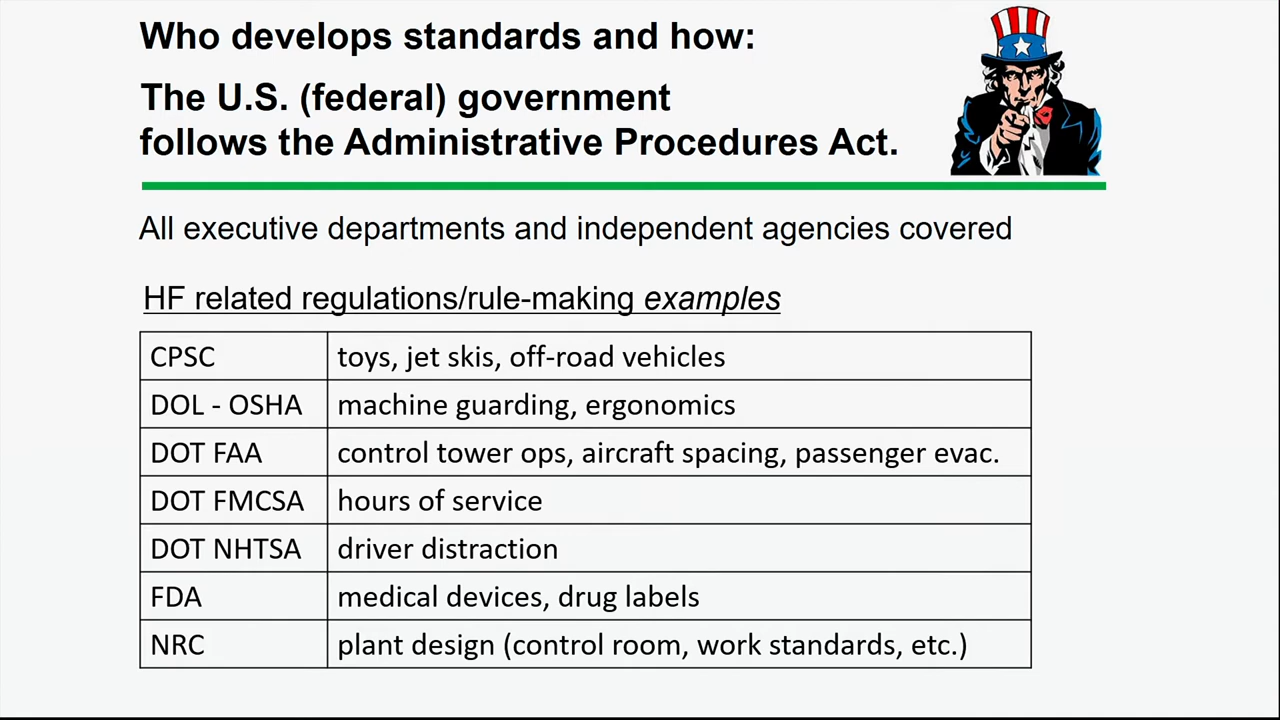 Who develops standards and how:
The U.S. (federal) government
follows the Administrative Procedures Act.
All executive departments and independent agencies covered
HF related regulations/rule-making examples
CPSC toys, jet skis, off-road vehicles
DOL - OSHA machine guarding, ergonomics
DOT FAA control tower ops, aircraft spacing, passenger evac.
DOT FMCSA hours of service
DOT NHTSA driver distraction
FDA medical devices, drug labels
NRC plant design (control room, work standards, etc.)